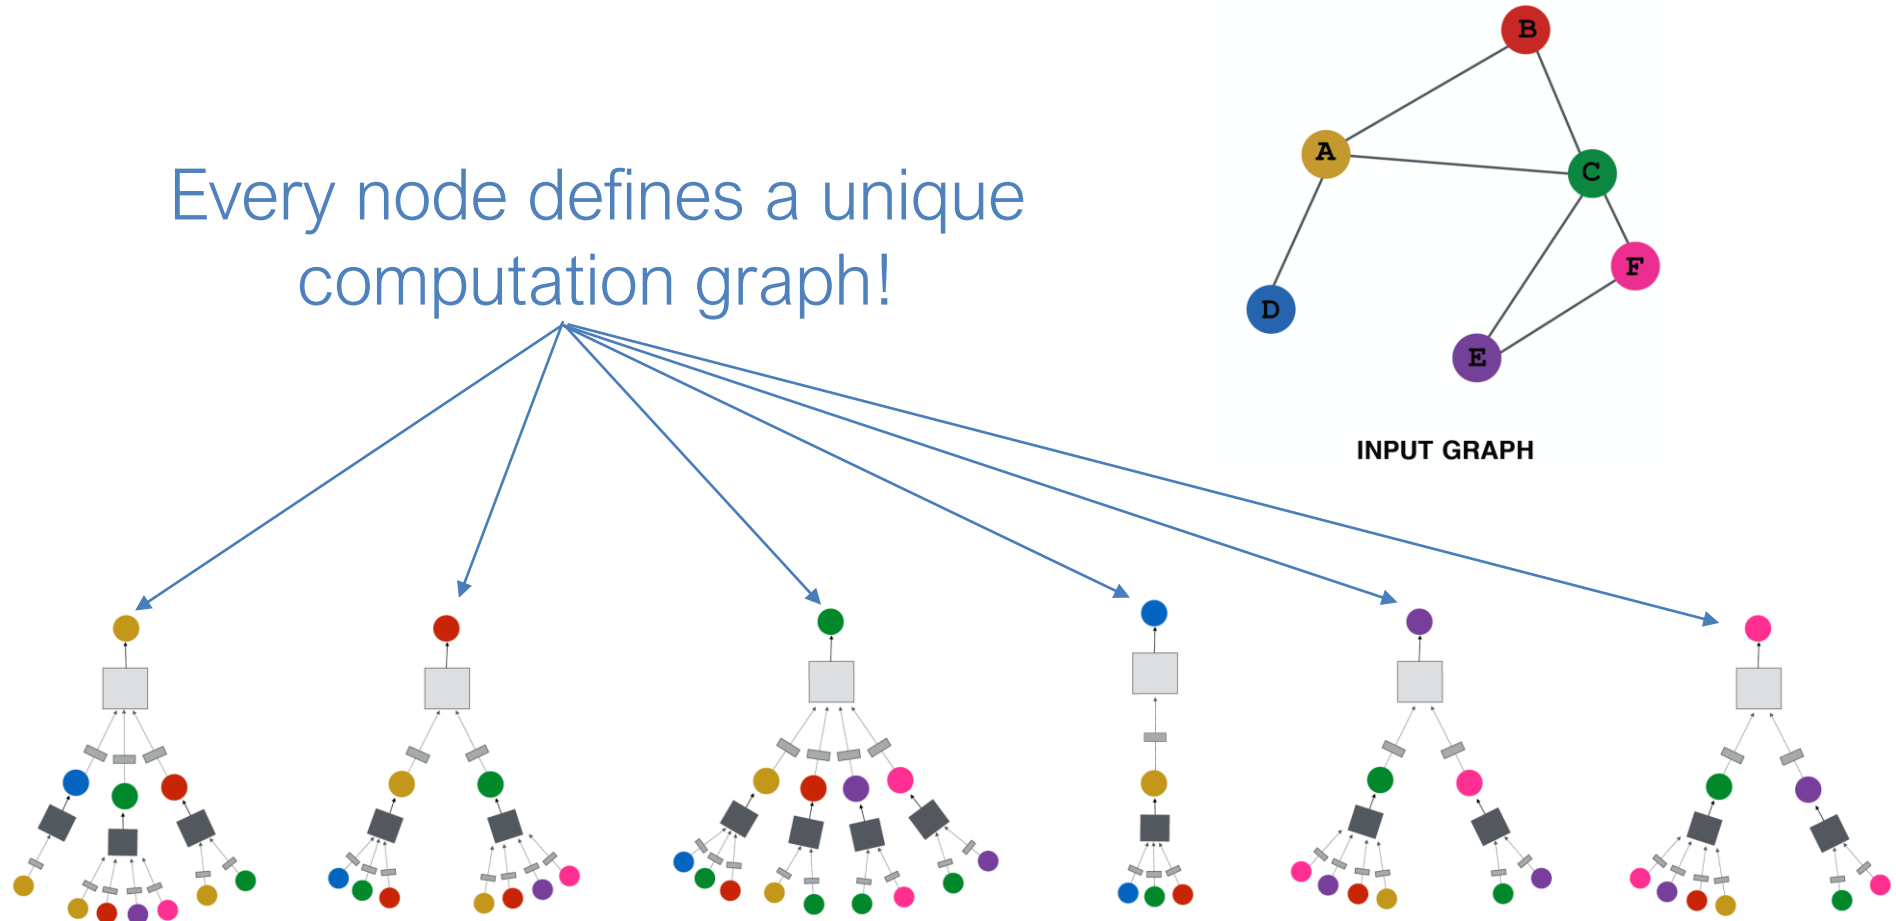 Every node defines a unique
computation graph!
B
A
C
F
D
E
INPUT GRAPH